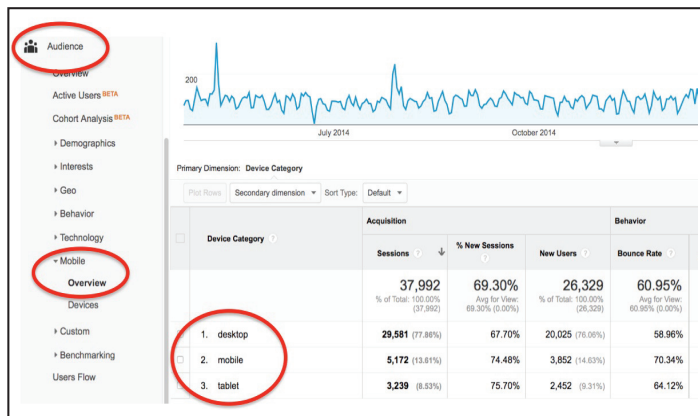 Audience
Overview
Active Users BETA
Cohort Analysis BETA
Demographics
Interests
Geo
Behavior
Technology
Mobile
Overview
Devices
Custom
Benchmarking
Users Flow
200
July 2014 October 2014
Primary Dimension: Device Category
Plot Rows Secondary dimension Sort Type: Default
Acquisition Behavior
Device Category ? Sessions ? % New Sessions ? New Users ? Bounce Rate ?
37,992 69.30% 26,329 60.95%
% of Total: 100.00% Avg for View: % of Total: 100.00% Avg for View:
(37,992) 69.30% (0.00%) (26,329) 60.95% (0.00%)
1. desktop 29,581 (77.86%) 67.70% 20,025 (76.06%) 58.96%
2. mobile 5,172 (13.61%) 74.48% 3,852 (14.63%) 70.34%
3. tablet 3,239 (8.53%) 75.70% 2,452 (9.31%) 64.12%